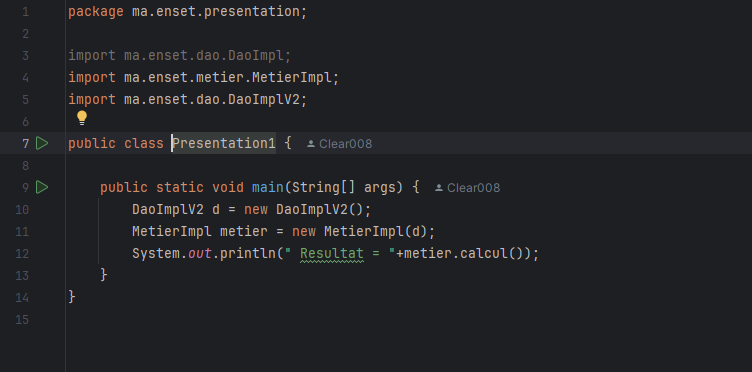 1 package ma.enset.presentation;
2
3 import ma.enset.dao.DaoImpl;
4 import ma.enset.metier.MetierImpl;
5 import ma.enset.dao.DaoImplV2;
6
7 public class Presentation1 { Clear008
8
9 public static void main(String[] args) { Clear008
10 DaoImplV2 d = new DaoImplV2();
11 MetierImpl metier = new MetierImpl(d);
12 System.out.println(" Resultat = "+metier.calcul());
13 }
14 }
15